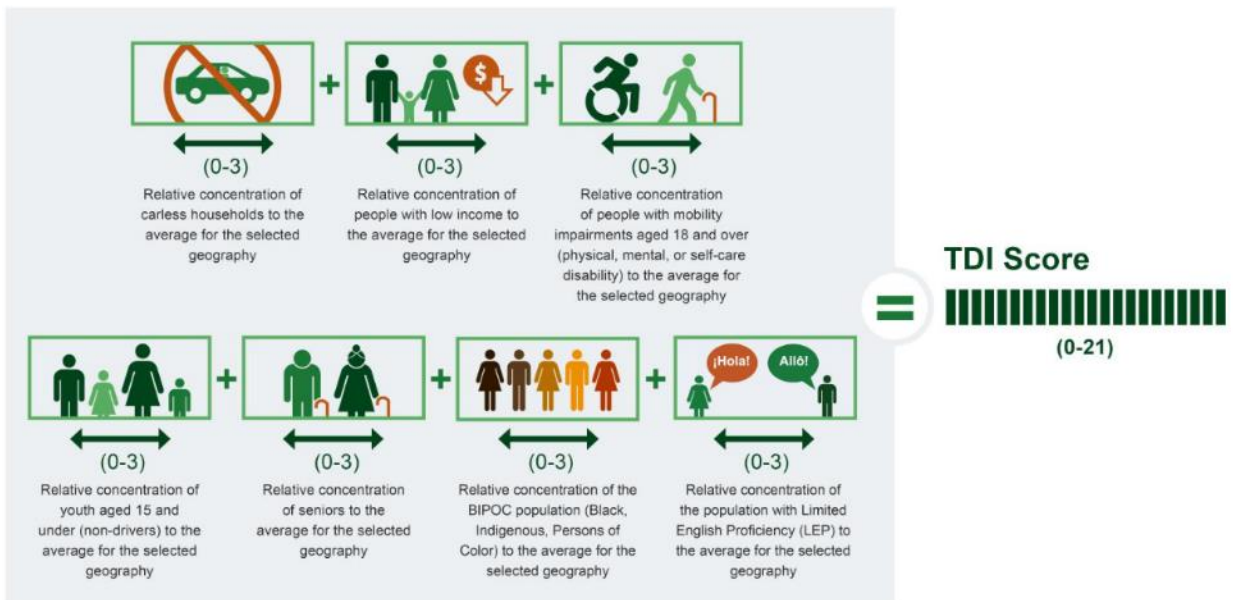 $
(0-3)
(0-3)
(0-3)
Relative concentration of
carless households to the
average for the selected
geography
Relative concentration of
people with low income to
the average for the selected
geography
Relative concentration
of people with mobility
impairments aged 18 and over
(physical, mental, or self-care
disability) to the average for
the selected geography
¡Hola!
Allô!
(0-3)
(0-3)
(0-3)
(0-3)
Relative concentration of
youth aged 15 and
under (non-drivers) to the
average for the selected
geography
Relative concentration
of seniors to the
average for the selected
geography
Relative concentration of the
BIPOC population (Black,
Indigenous, Persons of
Color) to the average for the
selected geography
Relative concentration of
the population with Limited
English Proficiency (LEP) to
the average for the selected
geography
TDI Score
(0-21)